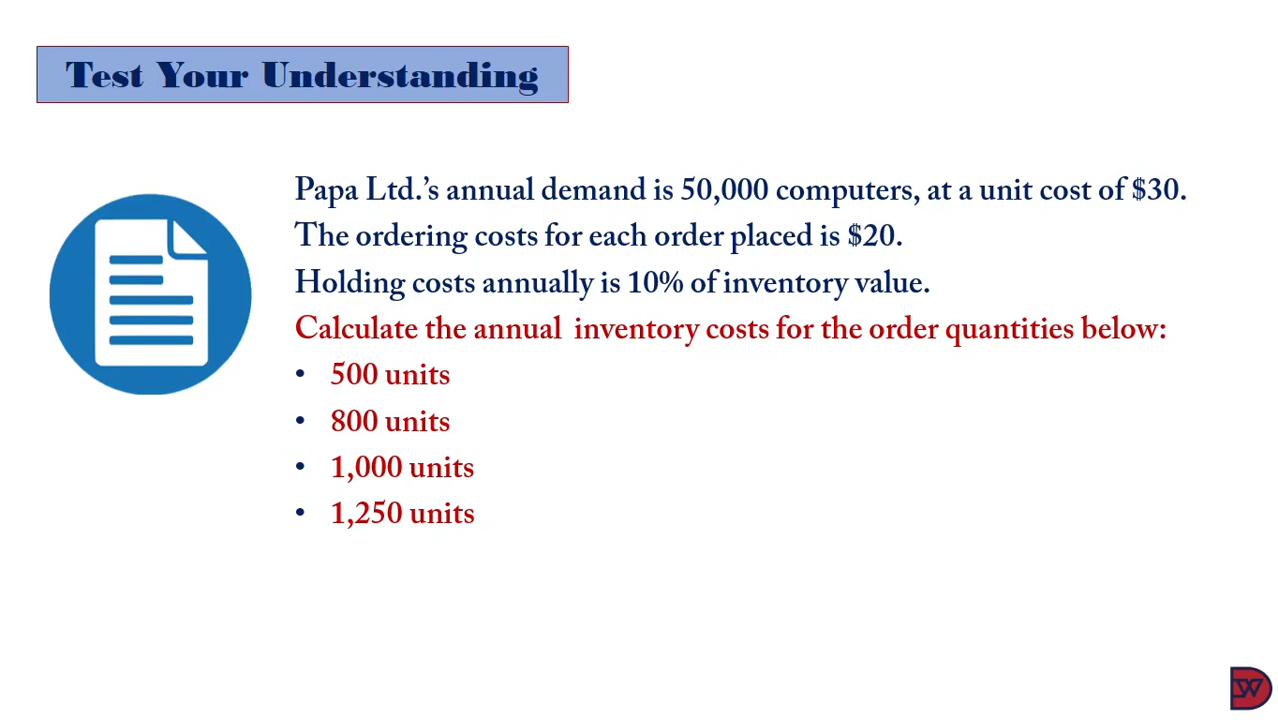 Test Your Understanding
Papa Ltd.’s annual demand is 50,000 computers, at a unit cost of $30.
The ordering costs for each order placed is $20.
Holding costs annually is 10% of inventory value.
Calculate the annual inventory costs for the order quantities below:
• 500 units
• 800 units
• 1,000 units
• 1,250 units
DW